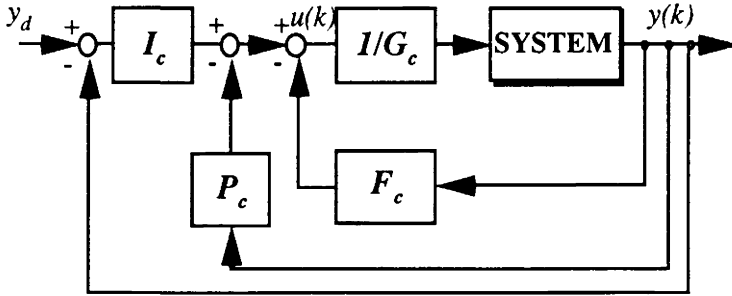 y_d + - I_c + - + - u(k) 1/G_c SYSTEM y(k)
P_c F_c